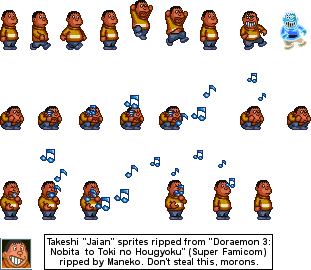 Takeshi "Jaian" sprites ripped from "Doraemon 3:
Nobita to Toki no Hougyoku" (Super Famicom)
ripped by Maneko. Don't steal this, morons.